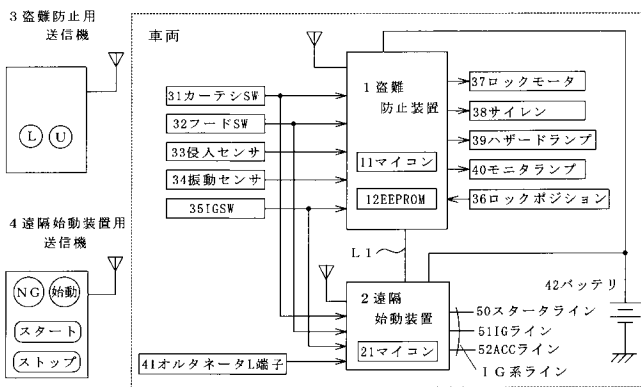 3盗難防止用
送信機
L U
4遠隔始動装置用
送信機
NG 始動
スタート
ストップ
車両
31カーテシSW
32フードSW
33侵入センサ
34振動センサ
35IGSW
41オルタネータL端子
1盗難
防止装置
11マイコン
12EEPROM
L1
2遠隔
始動装置
21マイコン
37ロックモータ
38サイレン
39ハザードランプ
40モニタランプ
36ロックポジション
42バッテリ
50スタータライン
51IGライン
52ACCライン
IG系ライン